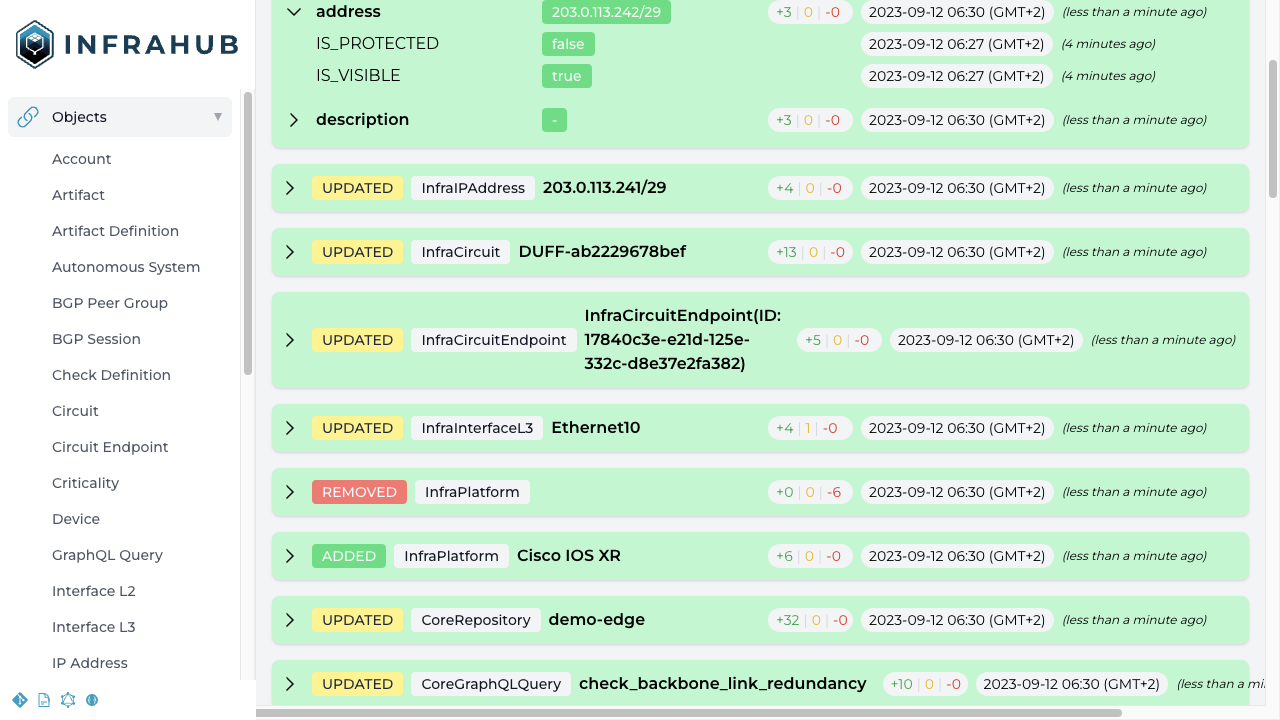 INFRAHUB
Objects ▼
Account
Artifact
Artifact Definition
Autonomous System
BGP Peer Group
BGP Session
Check Definition
Circuit
Circuit Endpoint
Criticality
Device
GraphQL Query
Interface L2
Interface L3
IP Address
address 203.0.113.242/29 +3 | 0 | -0 2023-09-12 06:30 (GMT+2) (less than a minute ago)
IS_PROTECTED false 2023-09-12 06:27 (GMT+2) (4 minutes ago)
IS_VISIBLE true 2023-09-12 06:27 (GMT+2) (4 minutes ago)
description - +3 | 0 | -0 2023-09-12 06:30 (GMT+2) (less than a minute ago)
UPDATED InfraIPAddress 203.0.113.241/29 +4 | 0 | -0 2023-09-12 06:30 (GMT+2) (less than a minute ago)
UPDATED InfraCircuit DUFF-ab2229678bef +13 | 0 | -0 2023-09-12 06:30 (GMT+2) (less than a minute ago)
UPDATED InfraCircuitEndpoint InfraCircuitEndpoint(ID:
17840c3e-e21d-125e-
332c-d8e37e2fa382) +5 | 0 | -0 2023-09-12 06:30 (GMT+2) (less than a minute ago)
UPDATED InfraInterfaceL3 Ethernet10 +4 | 1 | -0 2023-09-12 06:30 (GMT+2) (less than a minute ago)
REMOVED InfraPlatform +0 | 0 | -6 2023-09-12 06:30 (GMT+2) (less than a minute ago)
ADDED InfraPlatform Cisco IOS XR +6 | 0 | -0 2023-09-12 06:30 (GMT+2) (less than a minute ago)
UPDATED CoreRepository demo-edge +32 | 0 | -0 2023-09-12 06:30 (GMT+2) (less than a minute ago)
UPDATED CoreGraphQLQuery check_backbone_link_redundancy +10 | 0 | -0 2023-09-12 06:30 (GMT+2) (less than a mi